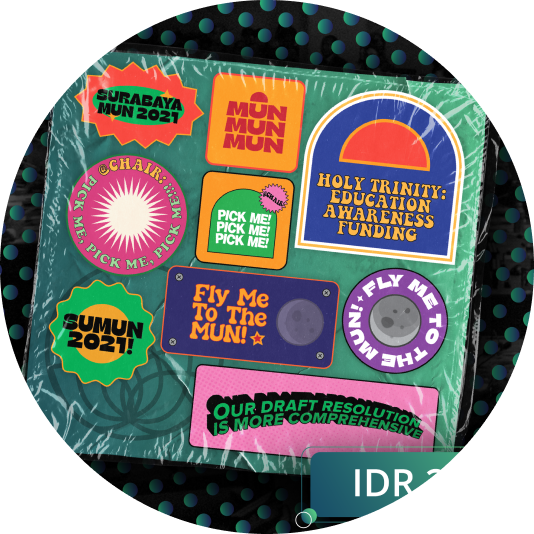 SURABAYA
MUN 2021
MUN
MUN
MUN
HOLY TRINITY:
EDUCATION
AWARENESS
FUNDING
@CHAIR:
PICK ME, PICK ME, PICK ME!!!!
@CHAIR:
PICK ME!
PICK ME!
PICK ME!
SUMUN
2021!
Fly Me
To The
MUN!
FLY ME TO THE MUN!
OUR DRAFT RESOLUTION
IS MORE COMPREHENSIVE
IDR